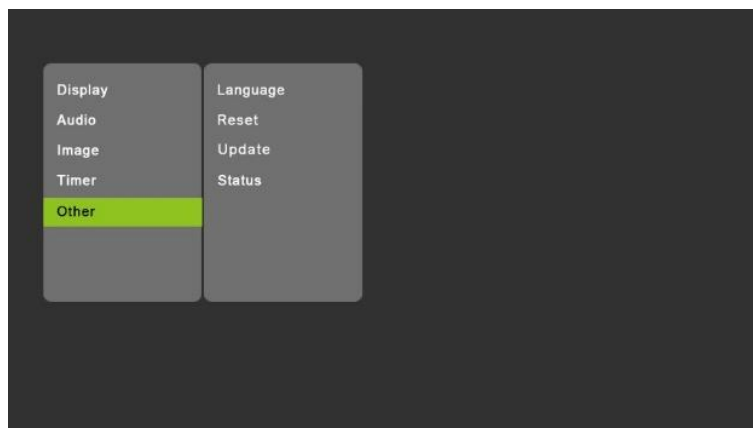 Display
Audio
Image
Timer
Other
Language
Reset
Update
Status